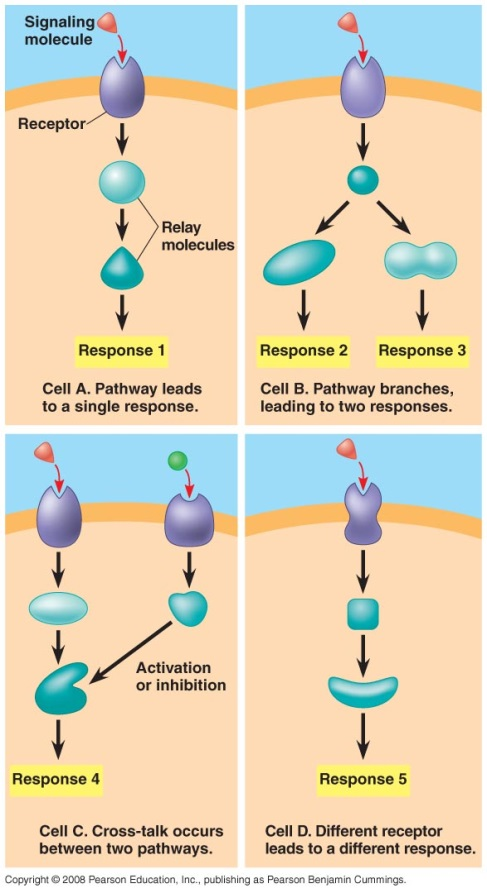 Signaling
molecule
Receptor
Relay
molecules
Response 1
Cell A. Pathway leads
to a single response.
Response 2
Response 3
Cell B. Pathway branches,
leading to two responses.
Activation
or inhibition
Response 4
Cell C. Cross-talk occurs
between two pathways.
Response 5
Cell D. Different receptor
leads to a different response.
Copyright © 2008 Pearson Education, Inc., publishing as Pearson Benjamin Cummings.